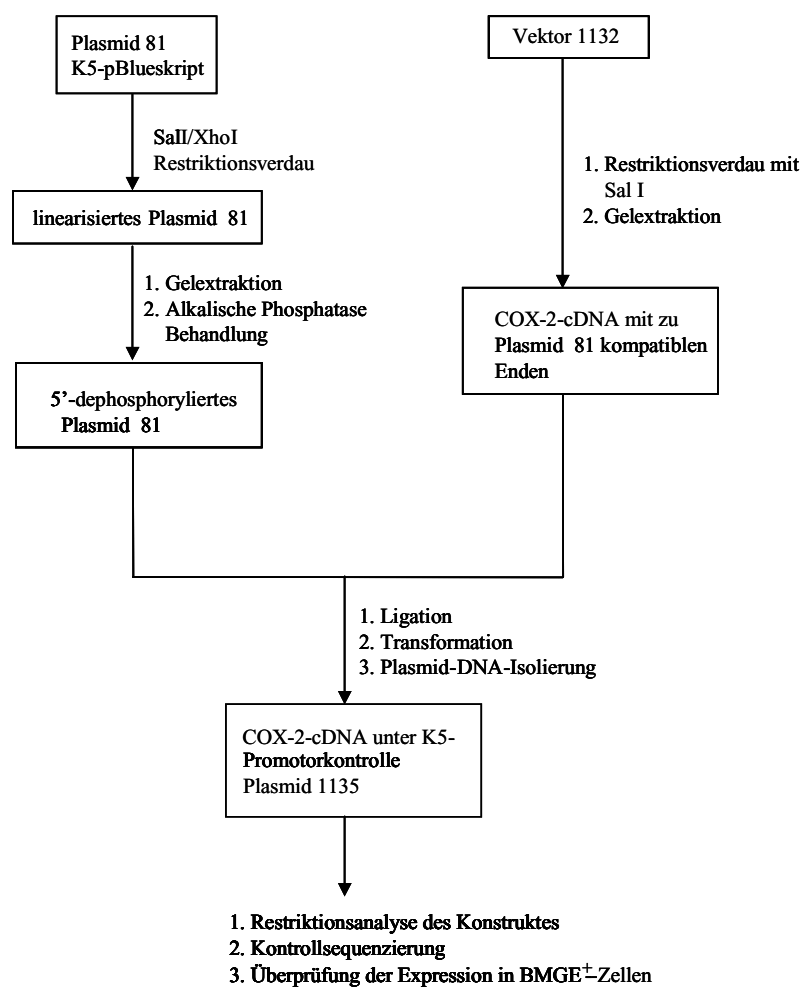 Plasmid 81
K5-pBlueskript
SalI/XhoI
Restriktionsverdau
linearisiertes Plasmid 81
1. Gelextraktion
2. Alkalische Phosphatase
Behandlung
5’-dephosphoryliertes
Plasmid 81
Vektor 1132
1. Restriktionsverdau mit
Sal I
2. Gelextraktion
COX-2-cDNA mit zu
Plasmid 81 kompatiblen
Enden
1. Ligation
2. Transformation
3. Plasmid-DNA-Isolierung
COX-2-cDNA unter K5-
Promotorkontrolle
Plasmid 1135
1. Restriktionsanalyse des Konstruktes
2. Kontrollsequenzierung
3. Überprüfung der Expression in BMGE±-Zellen